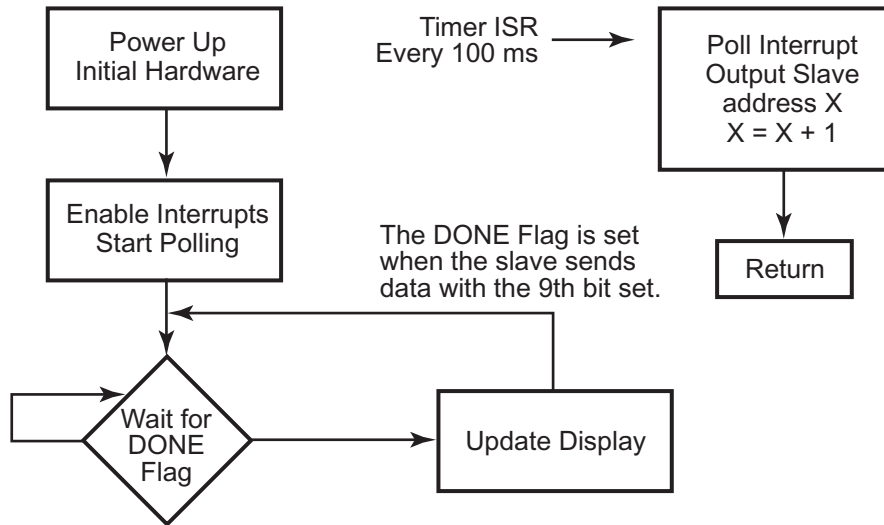 Power Up
Initial Hardware
Timer ISR
Every 100 ms
Poll Interrupt
Output Slave
address X
X = X + 1
Enable Interrupts
Start Polling
The DONE Flag is set
when the slave sends
data with the 9th bit set.
Return
Wait for
DONE
Flag
Update Display